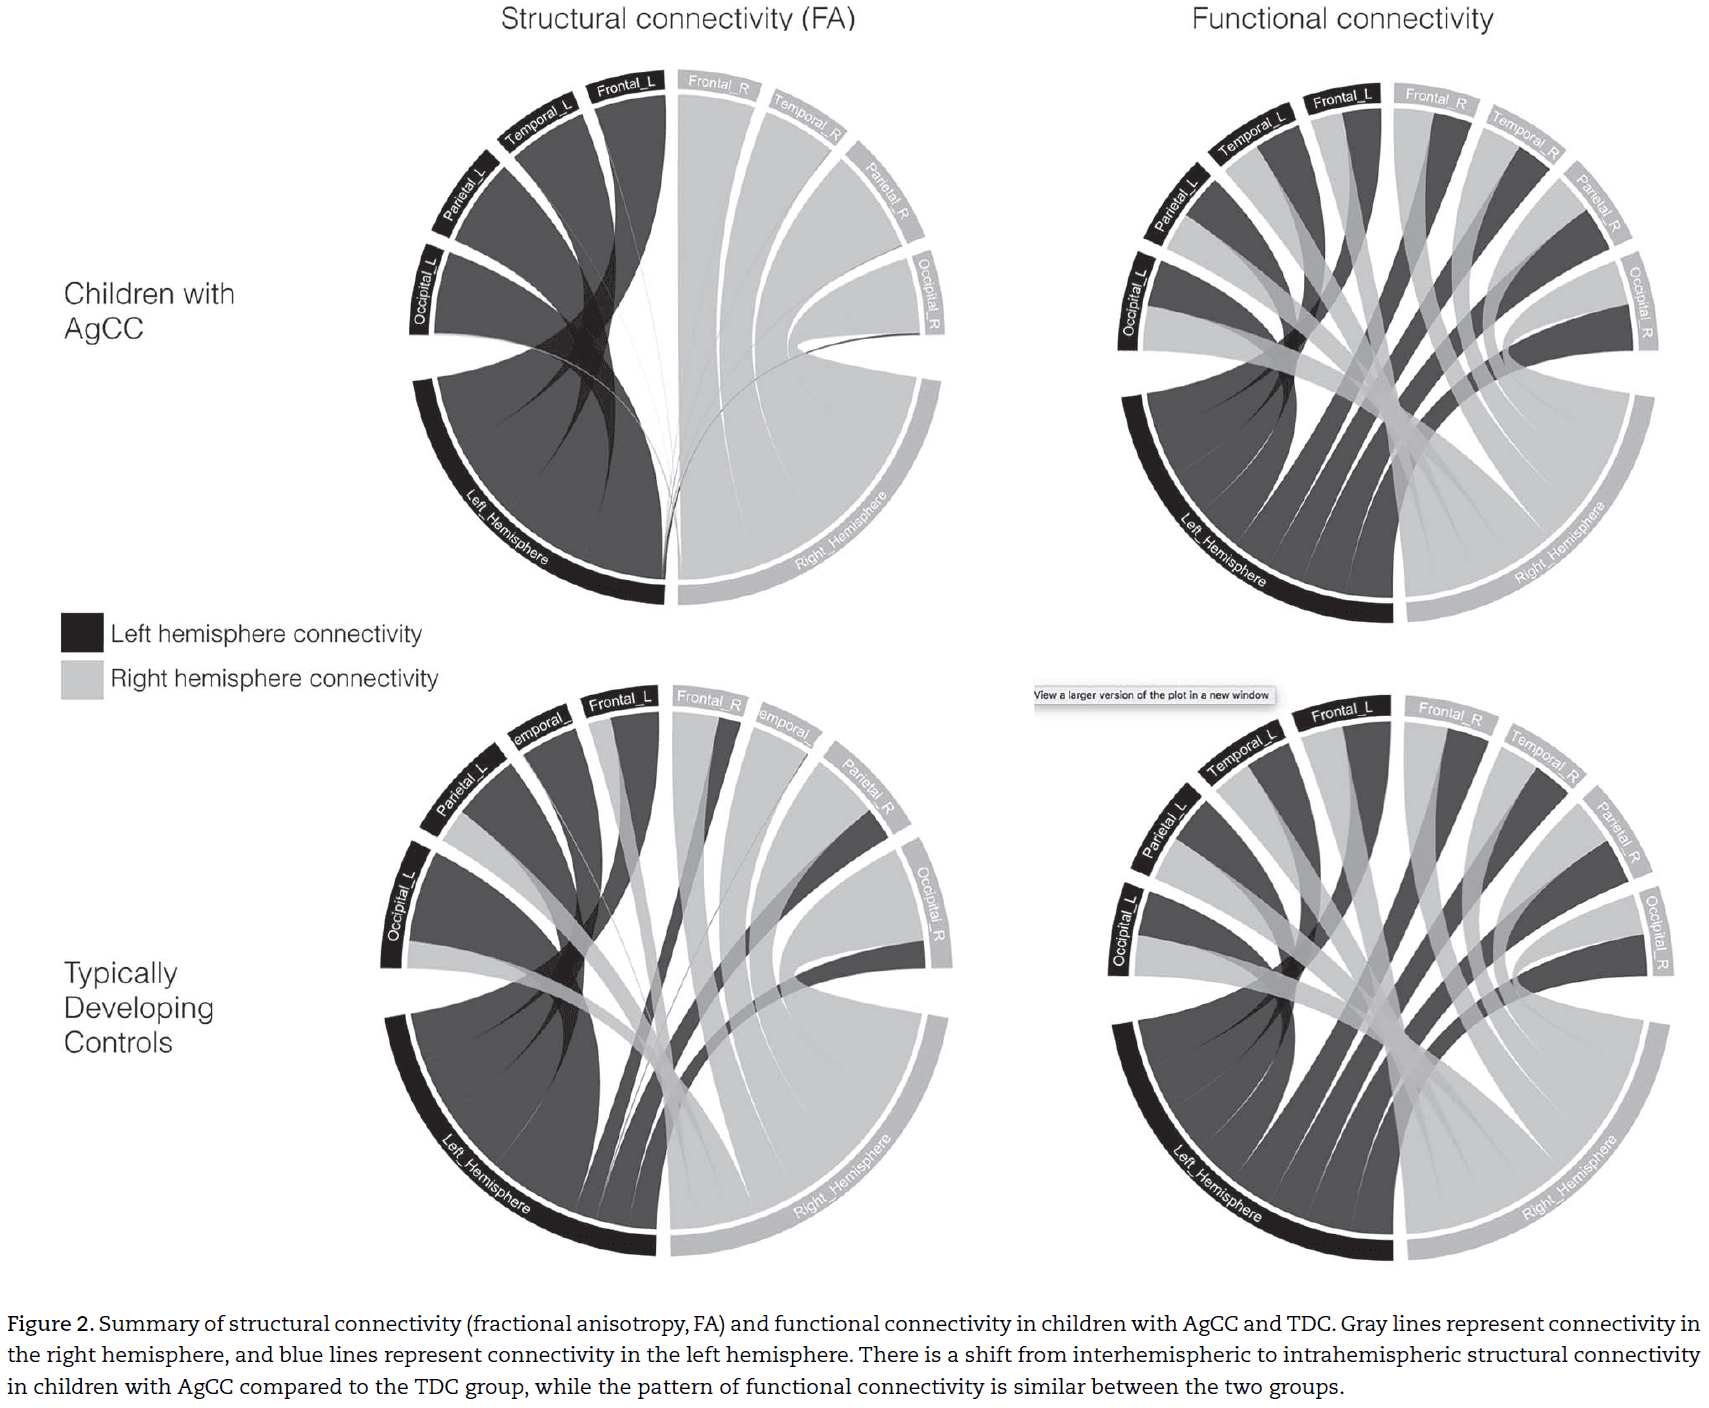 Structural connectivity (FA)
Functional connectivity
Children with
AgCC
Frontal_L
Frontal_R
Temporal_L
Temporal_R
Parietal_L
Parietal_R
Occipital_L
Occipital_R
Left_Hemisphere
Right_Hemisphere
Frontal_L
Frontal_R
Temporal_L
Temporal_R
Parietal_L
Parietal_R
Occipital_L
Occipital_R
Left_Hemisphere
Right_Hemisphere
Left hemisphere connectivity
Right hemisphere connectivity
Typically
Developing
Controls
Frontal_L
Frontal_R
emporal_
emporal_
Parietal_L
Parietal_R
Occipital_L
Occipital_R
Left_Hemisphere
Right_Hemisphere
View a larger version of the plot in a new window
Frontal_L
Frontal_R
Temporal_L
Temporal_R
Parietal_L
Parietal_R
Occipital_L
Occipital_R
Left_Hemisphere
Right_Hemisphere
Figure 2. Summary of structural connectivity (fractional anisotropy, FA) and functional connectivity in children with AgCC and TDC. Gray lines represent connectivity in
the right hemisphere, and blue lines represent connectivity in the left hemisphere. There is a shift from interhemispheric to intrahemispheric structural connectivity
in children with AgCC compared to the TDC group, while the pattern of functional connectivity is similar between the two groups.